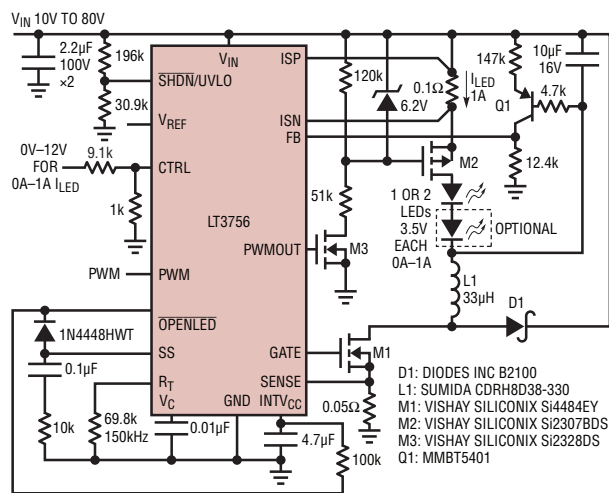 VIN 10V TO 80V
2.2µF
100V
×2
196k
30.9k
VIN
SHDN/UVLO
VREF
0V–12V
FOR
0A–1A ILED
9.1k
CTRL
1k
LT3756
PWM
PWM
OPENLED
1N4448HWT
SS
0.1µF
10k
RT
69.8k
150kHz
VC
0.01µF
GND
INTVCC
4.7µF
100k
ISP
ISN
FB
PWMOUT
GATE
SENSE
120k
6.2V
51k
M3
0.1Ω
ILED
1A
M2
1 OR 2
LEDs
3.5V
EACH
0A–1A
OPTIONAL
147k
10µF
16V
Q1
4.7k
12.4k
L1
33µH
D1
M1
0.05Ω
D1: DIODES INC B2100
L1: SUMIDA CDRH8D38-330
M1: VISHAY SILICONIX Si4484EY
M2: VISHAY SILICONIX Si2307BDS
M3: VISHAY SILICONIX Si2328DS
Q1: MMBT5401